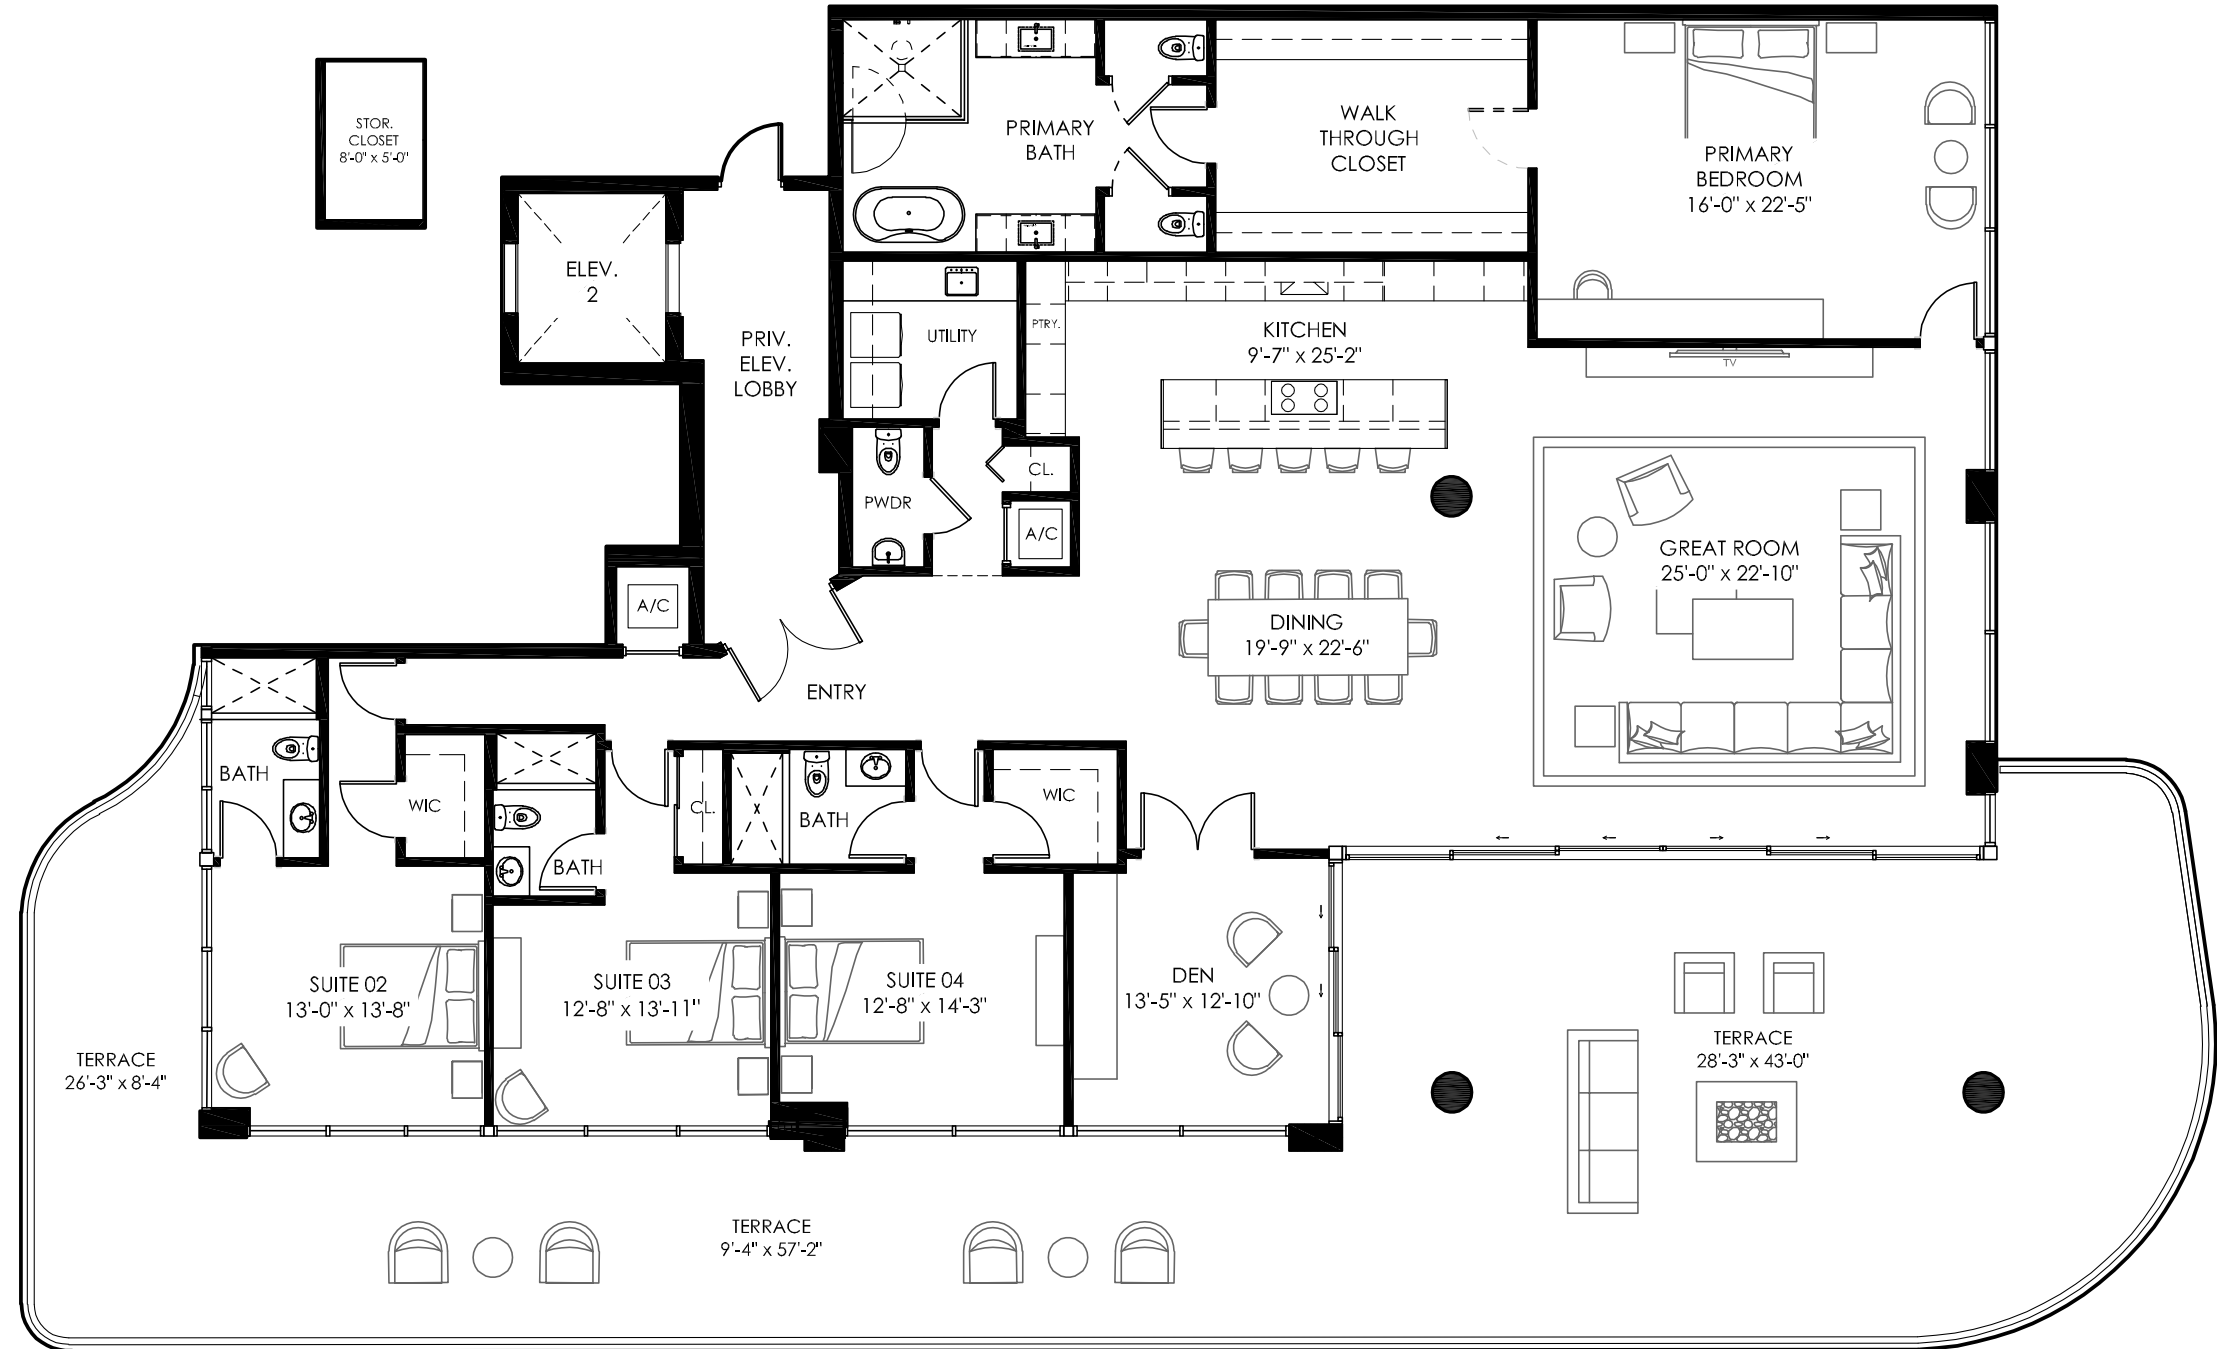 STOR.
CLOSET
8'-0" x 5'-0"
PRIMARY
BATH
WALK
THROUGH
CLOSET
PRIMARY
BEDROOM
16'-0" x 22'-5"
ELEV.
2
PRIV.
ELEV.
LOBBY
UTILITY
PTRY.
KITCHEN
9'-7" x 25'-2"
TV
CL.
PWDR
A/C
GREAT ROOM
25'-0" x 22'-10"
A/C
DINING
19'-9" x 22'-6"
ENTRY
BATH
WIC
BATH
CL.
BATH
WIC
SUITE 02
13'-0" x 13'-8"
SUITE 03
12'-8" x 13'-11"
SUITE 04
12'-8" x 14'-3"
DEN
13'-5" x 12'-10"
TERRACE
26'-3" x 8'-4"
TERRACE
28'-3" x 43'-0"
TERRACE
9'-4" x 57'-2"